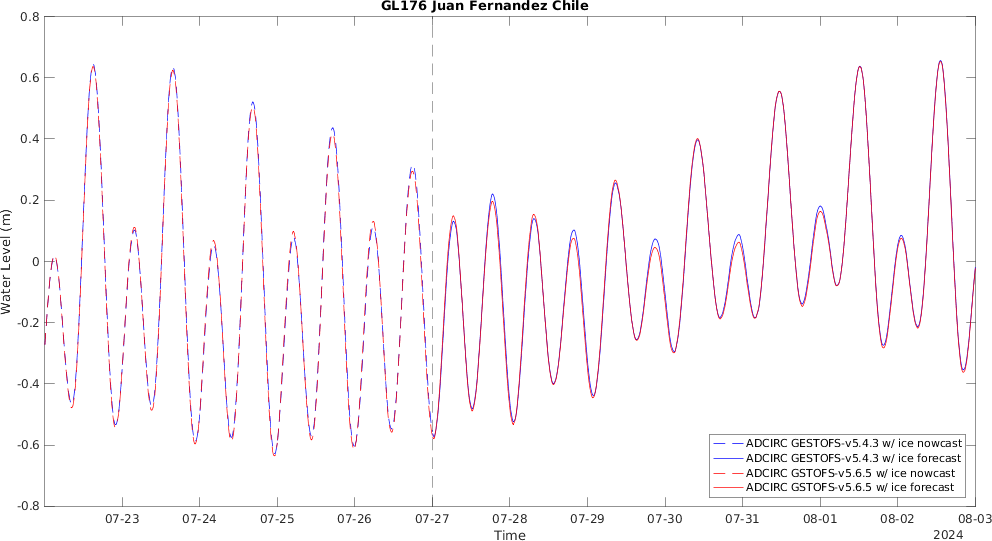 GL176 Juan Fernandez Chile
0.8
0.6
0.4
0.2
0
-0.2
-0.4
-0.6
-0.8
Water Level (m)
ADCIRC GESTOFS-v5.4.3 w/ ice nowcast
ADCIRC GESTOFS-v5.4.3 w/ ice forecast
ADCIRC GSTOFS-v5.6.5 w/ ice nowcast
ADCIRC GSTOFS-v5.6.5 w/ ice forecast
07-23 07-24 07-25 07-26 07-27 07-28 07-29 07-30 07-31 08-01 08-02 08-03
Time
2024